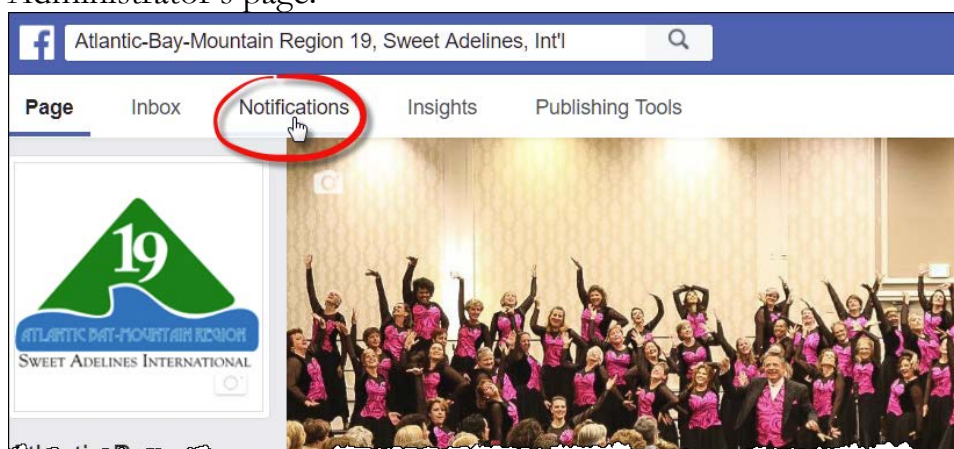 Administrator's page.
Atlantic-Bay-Mountain Region 19, Sweet Adelines, Int'l
Page Inbox Notifications Insights Publishing Tools
19
ATLANTIC BAY-MOUNTAIN REGION
SWEET ADELINES INTERNATIONAL